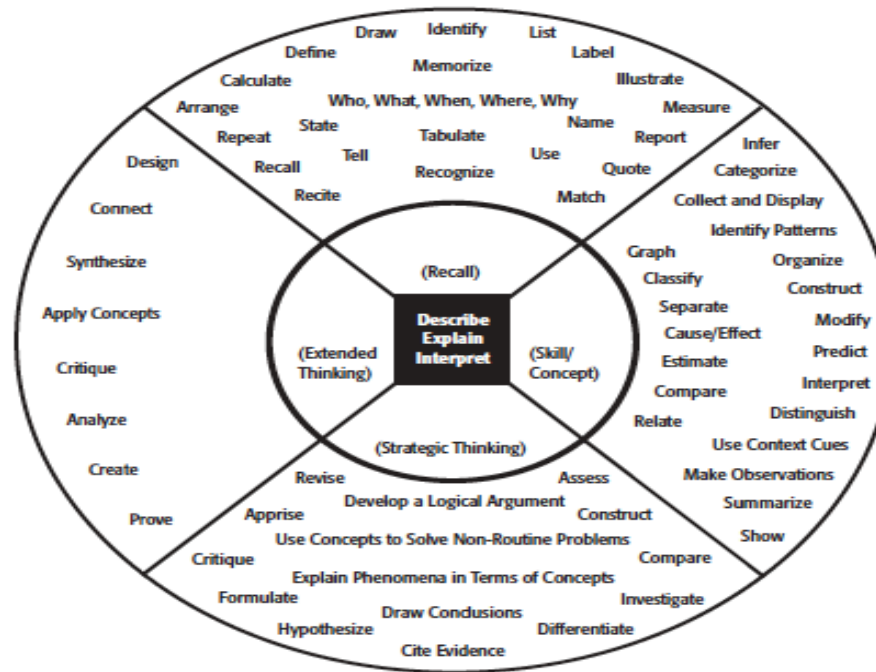 Draw
Identify
List
Define
Label
Memorize
Calculate
Illustrate
Arrange
Who, What, When, Where, Why
Measure
State
Name
Repeat
Tabulate
Report
Tell
Use
Recall
Recognize
Quote
Recite
Match
Infer
Categorize
Collect and Display
Identify Patterns
Graph
Organize
Classify
Construct
Separate
Modify
Cause/Effect
Predict
Estimate
Interpret
Compare
Distinguish
Relate
Use Context Cues
Make Observations
Summarize
Show
Design
Connect
Synthesize
Apply Concepts
Critique
Analyze
Create
Prove
(Recall)
(Extended
Thinking)
Describe
Explain
Interpret
(Skill/
Concept)
(Strategic Thinking)
Revise
Assess
Develop a Logical Argument
Apprise
Construct
Use Concepts to Solve Non-Routine Problems
Critique
Compare
Explain Phenomena in Terms of Concepts
Formulate
Investigate
Draw Conclusions
Hypothesize
Differentiate
Cite Evidence